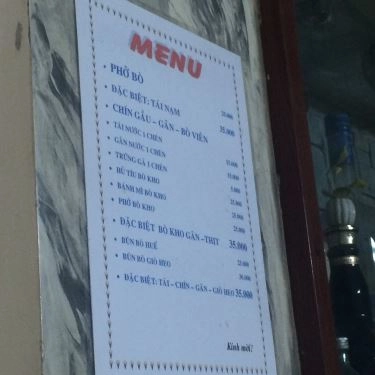 MENU
• PHỞ BÒ
• ĐẶC BIỆT: TÁI NẠM
• CHÍN GẦU – GÂN – BÒ VIÊN 35.000
• TÁI NƯỚC 1 CHÉN
• GÂN NƯỚC 1 CHÉN
• TRỨNG GÀ 1 CHÉN
• HỦ TÍU BÒ KHO
• BÁNH MÌ BÒ KHO
• PHỞ BÒ KHO
• ĐẶC BIỆT BÒ KHO GÂN – THỊT 35.000
• BÚN BÒ HUẾ
• BÚN BÒ GIÒ HEO
• ĐẶC BIỆT: TÁI – CHÍN – GÂN – GIÒ HEO 35.000
Kính mời!